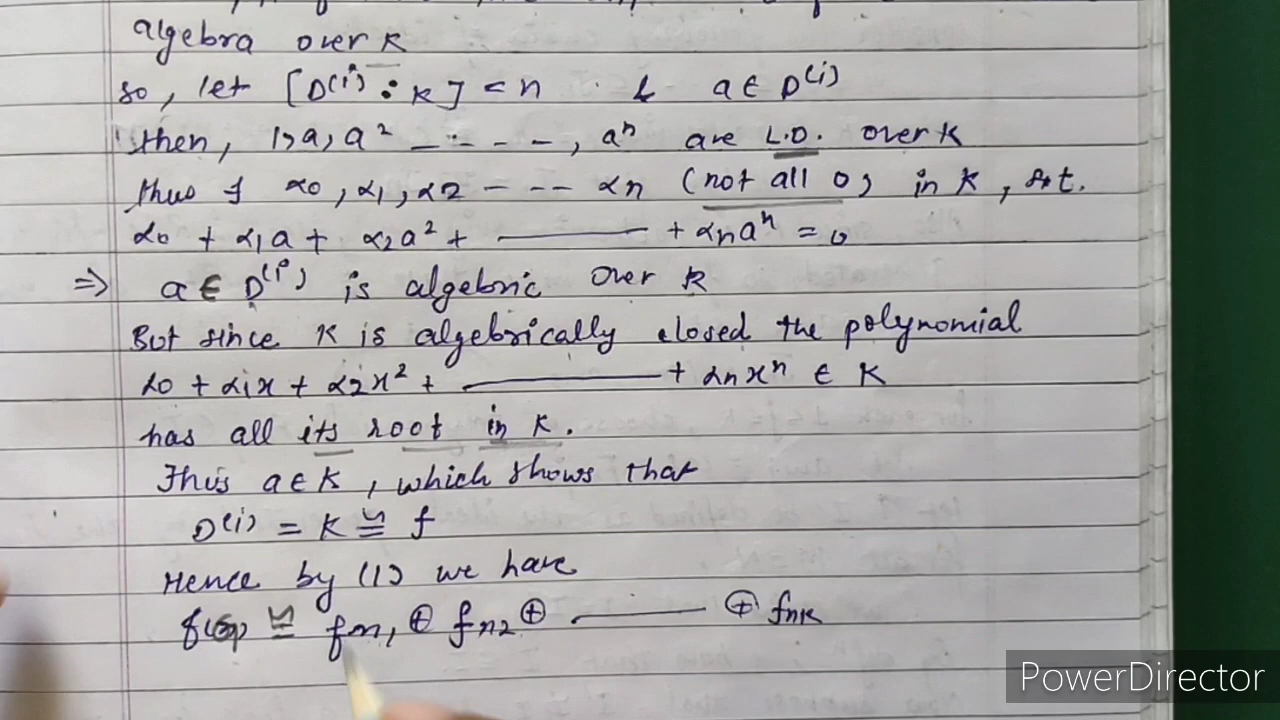 algebra over k
so, let [D(i) : k] = n & a ∈ D(i)
then, 1, a, a² - - - - -, aⁿ are L.D. over k
thus ∃ α0, α1, α2 - - - - αn (not all 0) in k, s.t.
α0 + α1a + α2a² + ——— + αnaⁿ = 0
⇒ a ∈ D(i) is algebric over k
But since K is algebrically closed the polynomial
α0 + α1x + α2x² + ——— + αnxⁿ ∈ K
has all its root in k.
This a ∈ K, which shows that
D(i) = K ≅ f
Hence by (1) we have
f(G) ≅ fn1 ⊕ fn2 ⊕ ——— ⊕ fnk
PowerDirector